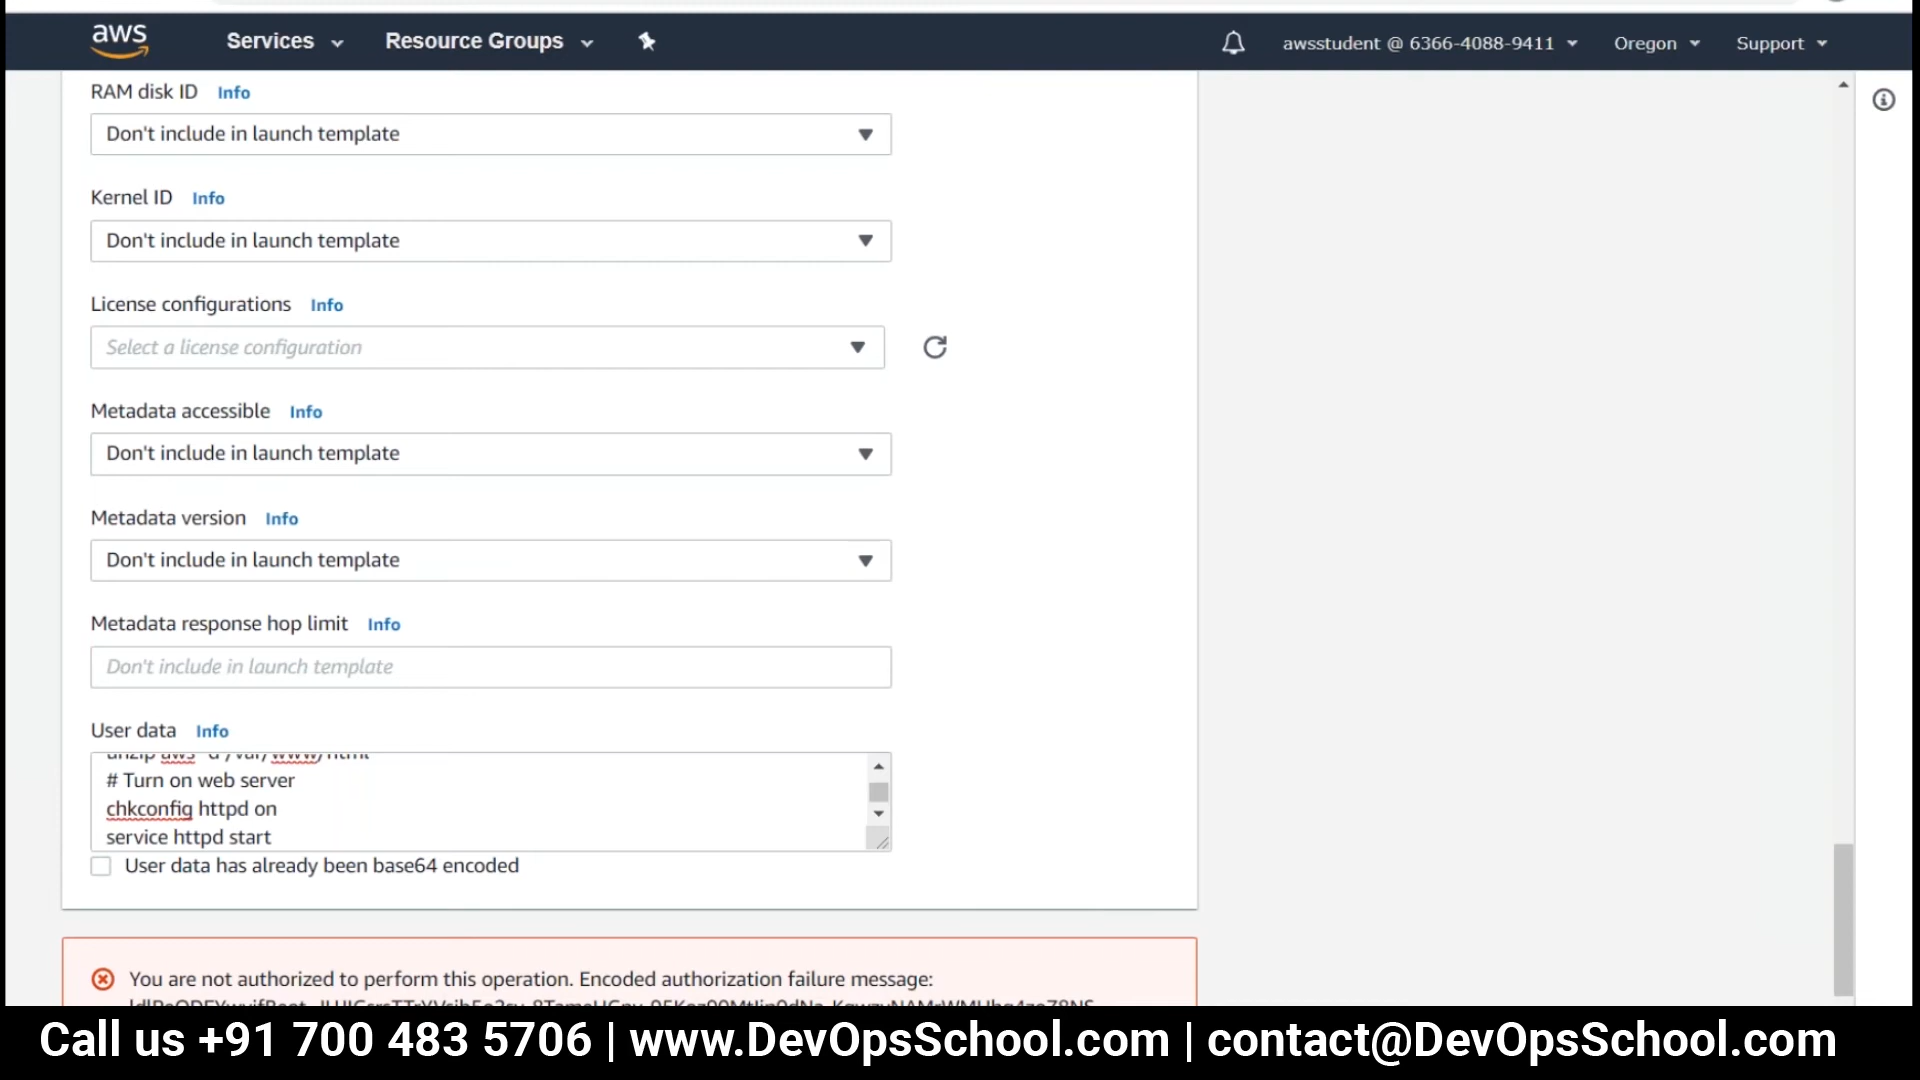 aws
Services
Resource Groups
awsstudent @ 6366-4088-9411
Oregon
Support
RAM disk ID Info
Don't include in launch template
Kernel ID Info
Don't include in launch template
License configurations Info
Select a license configuration
Metadata accessible Info
Don't include in launch template
Metadata version Info
Don't include in launch template
Metadata response hop limit Info
Don't include in launch template
User data Info
unzip aws -d /var/www/html
# Turn on web server
chkconfig httpd on
service httpd start
User data has already been base64 encoded
You are not authorized to perform this operation. Encoded authorization failure message:
Call us +91 700 483 5706 | www.DevOpsSchool.com | contact@DevOpsSchool.com